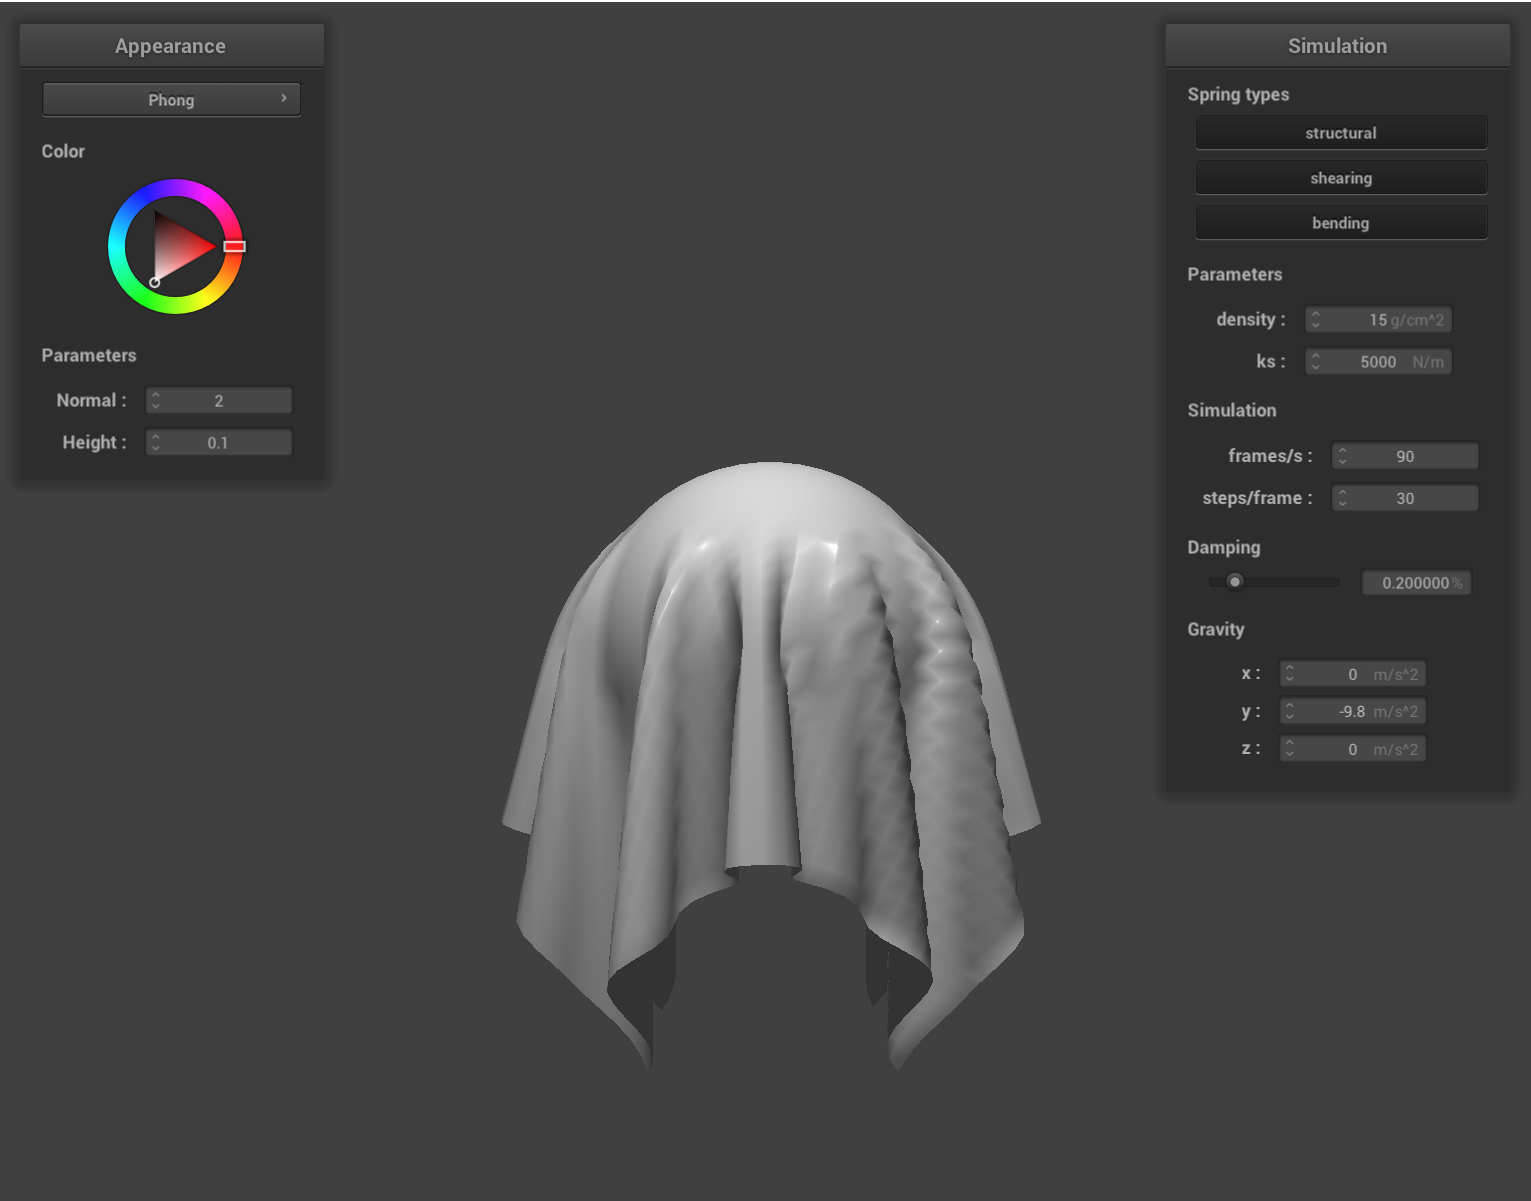 Appearance
Phong ›
Color
Parameters
Normal : 2
Height : 0.1
Simulation
Spring types
structural
shearing
bending
Parameters
density : 15 g/cm^2
ks : 5000 N/m
Simulation
frames/s : 90
steps/frame : 30
Damping
0.200000 %
Gravity
x : 0 m/s^2
y : -9.8 m/s^2
z : 0 m/s^2